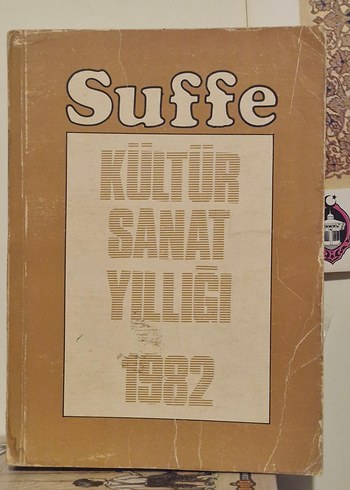 Suffe
KÜLTÜR
SANAT
YILLIĞI
1982